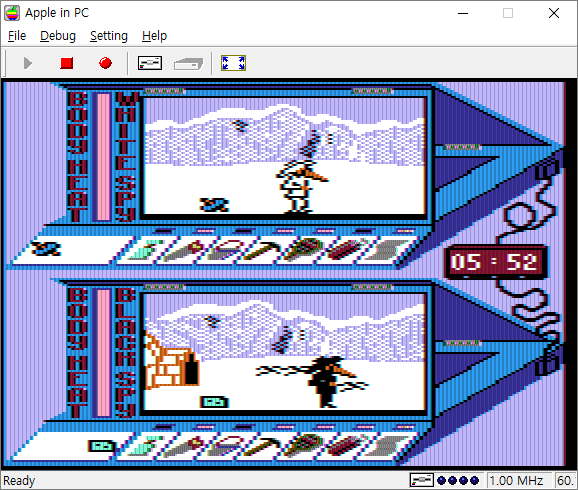 Apple in PC
File Debug Setting Help
BODY HEAT
WHITE SPY
05:52
BODY HEAT
BLACK SPY
Ready
1.00 MHz
60.